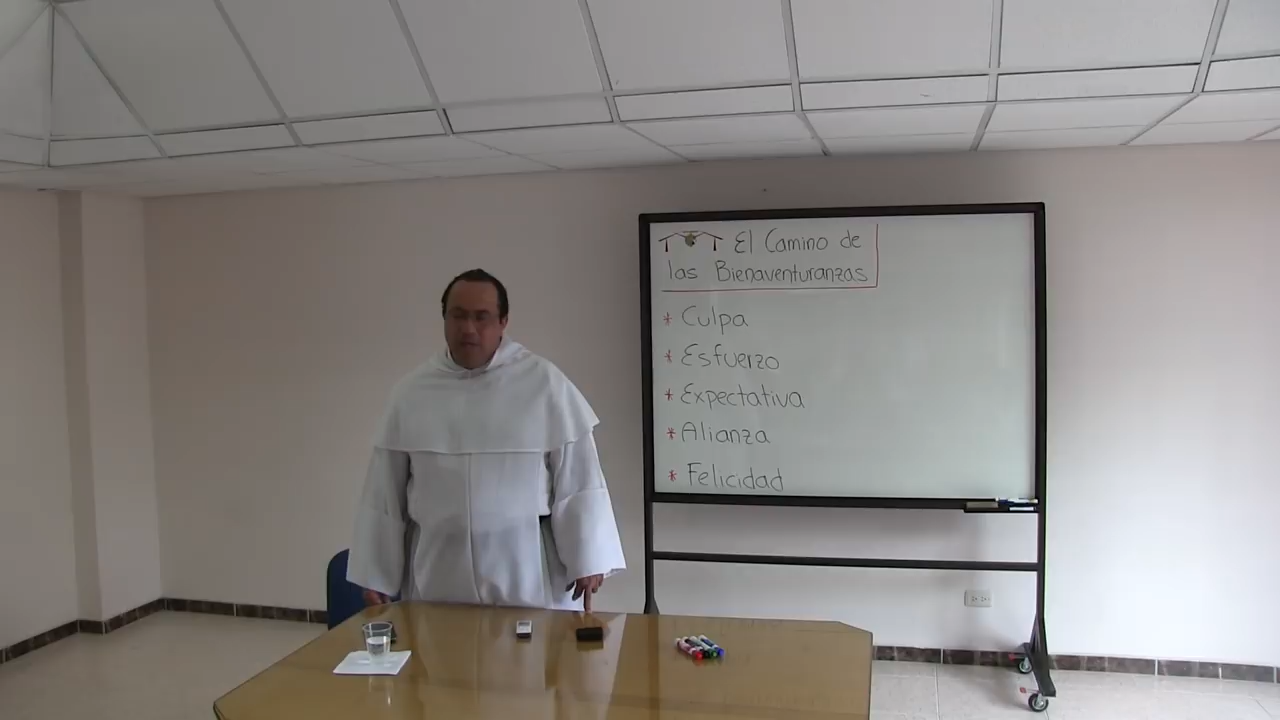 El Camino de
las Bienaventuranzas
* Culpa
* Esfuerzo
* Expectativa
* Alianza
* Felicidad